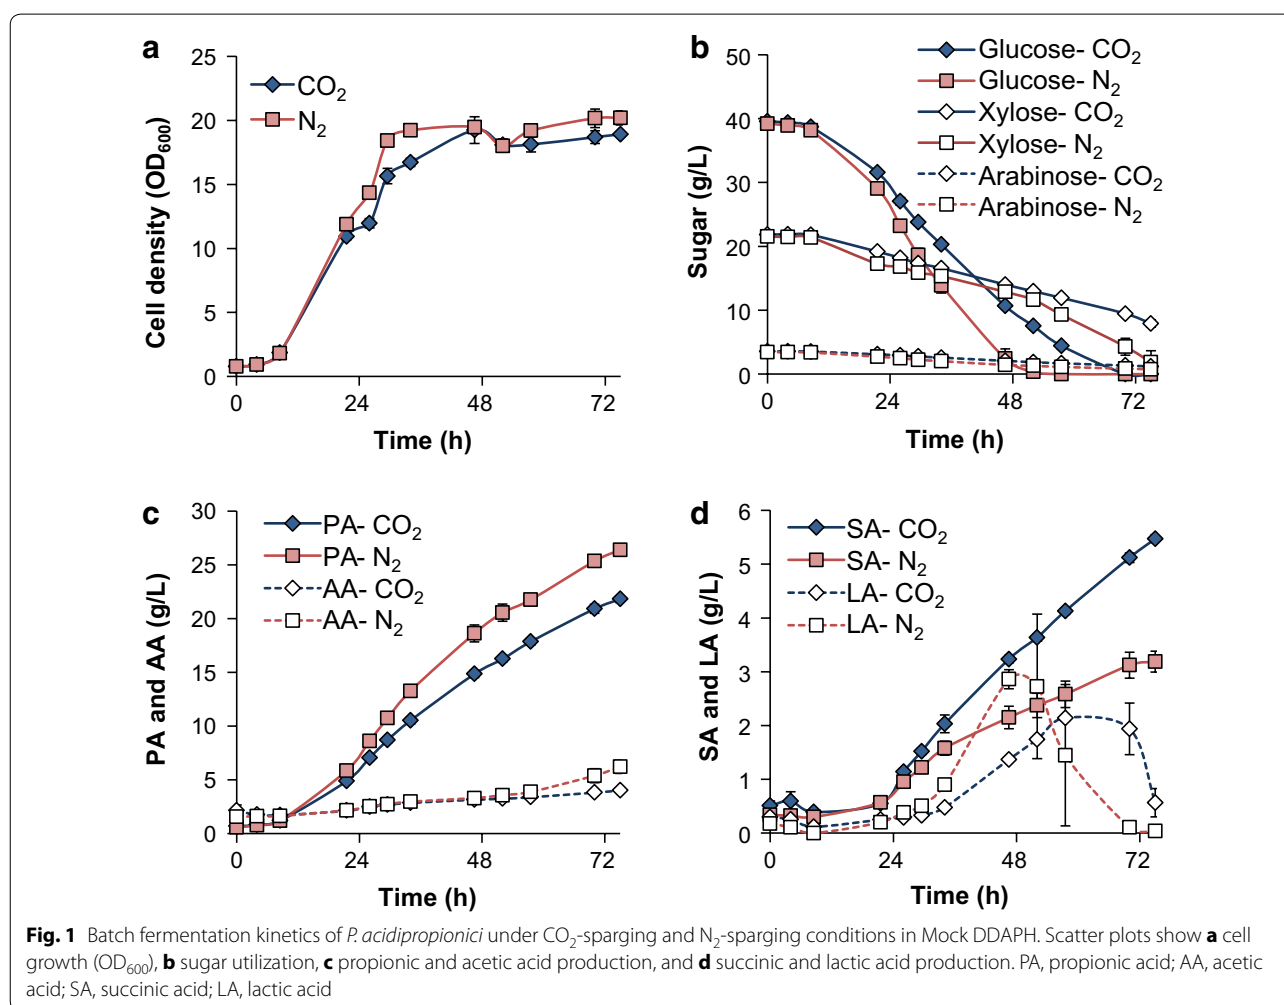 a
25
20
15
10
5
0
Cell density (OD₆₀₀)
CO₂
N₂
0 24 48 72
Time (h)
b
50
40
30
20
10
0
Sugar (g/L)
Glucose- CO₂
Glucose- N₂
Xylose- CO₂
Xylose- N₂
Arabinose- CO₂
Arabinose- N₂
0 24 48 72
Time (h)
c
30
25
20
15
10
5
0
PA and AA (g/L)
PA- CO₂
PA- N₂
AA- CO₂
AA- N₂
0 24 48 72
Time (h)
d
6
5
4
3
2
1
0
SA and LA (g/L)
SA- CO₂
SA- N₂
LA- CO₂
LA- N₂
0 24 48 72
Time (h)
Fig. 1 Batch fermentation kinetics of P. acidipropionici under CO₂-sparging and N₂-sparging conditions in Mock DDAPH. Scatter plots show a cell
growth (OD₆₀₀), b sugar utilization, c propionic and acetic acid production, and d succinic and lactic acid production. PA, propionic acid; AA, acetic
acid; SA, succinic acid; LA, lactic acid